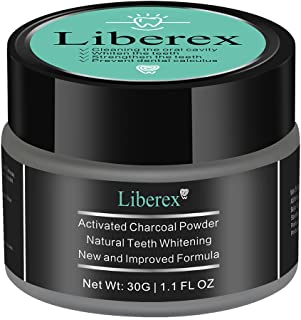 Liberex
Cleaning the oral cavity
Whiten the teeth
Strengthen the teeth
Prevent dental calculus
Liberex
Activated Charcoal Powder
Natural Teeth Whitening
New and Improved Formula
Net Wt: 30G | 1.1 FL OZ